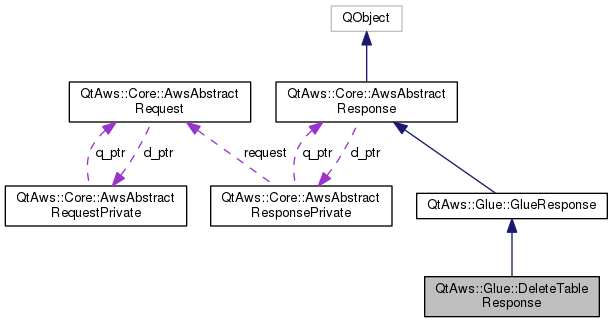 QObject
QtAws::Core::AwsAbstract
Request
QtAws::Core::AwsAbstract
Response
q_ptr
d_ptr
request
q_ptr
d_ptr
QtAws::Core::AwsAbstract
RequestPrivate
QtAws::Core::AwsAbstract
ResponsePrivate
QtAws::Glue::GlueResponse
QtAws::Glue::DeleteTable
Response